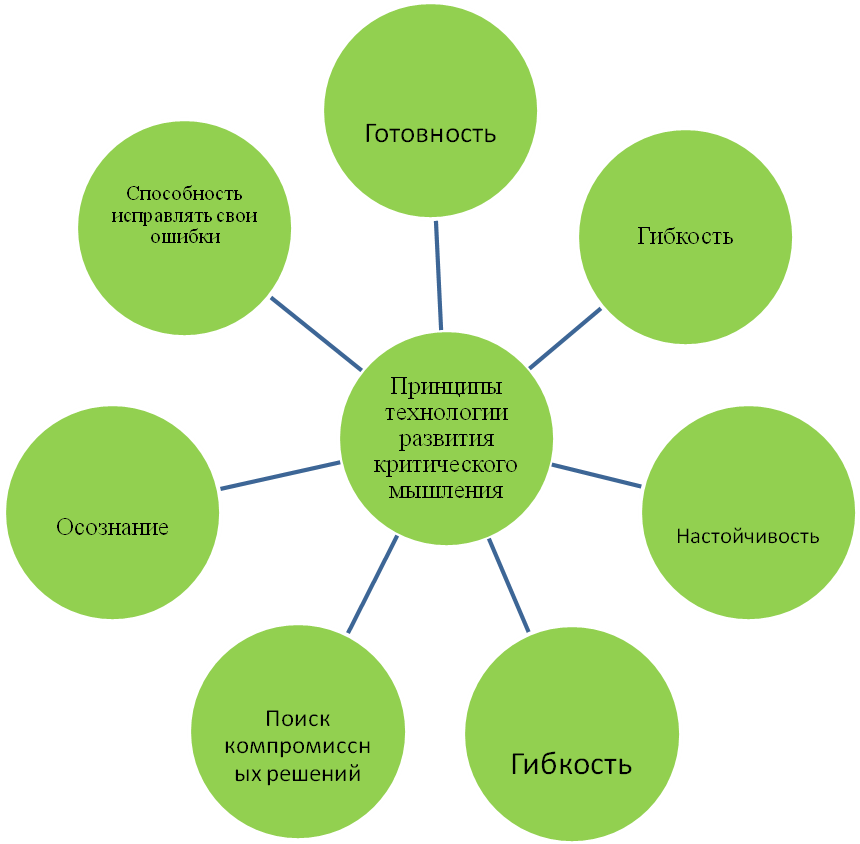 Готовность
Гибкость
Настойчивость
Гибкость
Поиск
компромиссн
ых решений
Осознание
Способность
исправлять свои
ошибки
Принципы
технологии
развития
критического
мышления